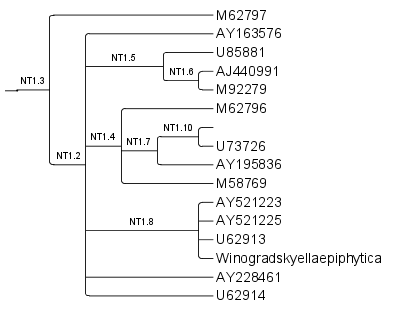 M62797
AY163576
U85881
NT1.5
AJ440991
NT1.6
NT1.3
M92279
M62796
NT1.10
NT1.4
NT1.7
U73726
NT1.2
AY195836
M58769
AY521223
AY521225
NT1.8
U62913
Winogradskyellaepiphytica
AY228461
U62914